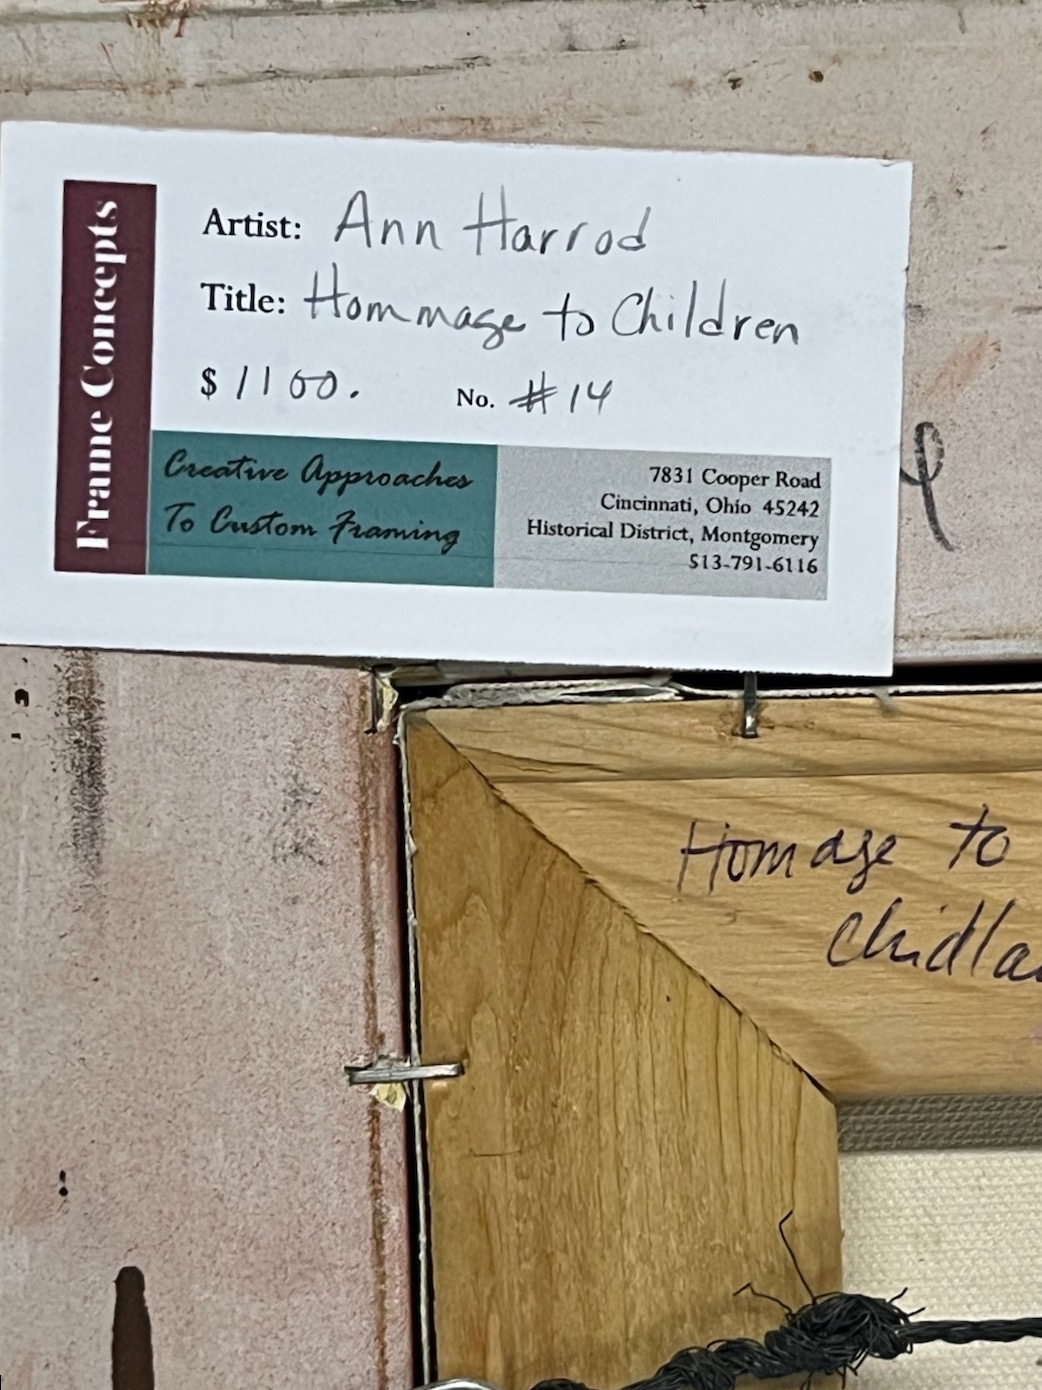 Frame Concepts
Artist: Ann Harrod
Title: Hommage to Children
$ 1100. No. #14
Creative Approaches
To Custom Framing
7831 Cooper Road
Cincinnati, Ohio 45242
Historical District, Montgomery
513-791-6116
Homage to